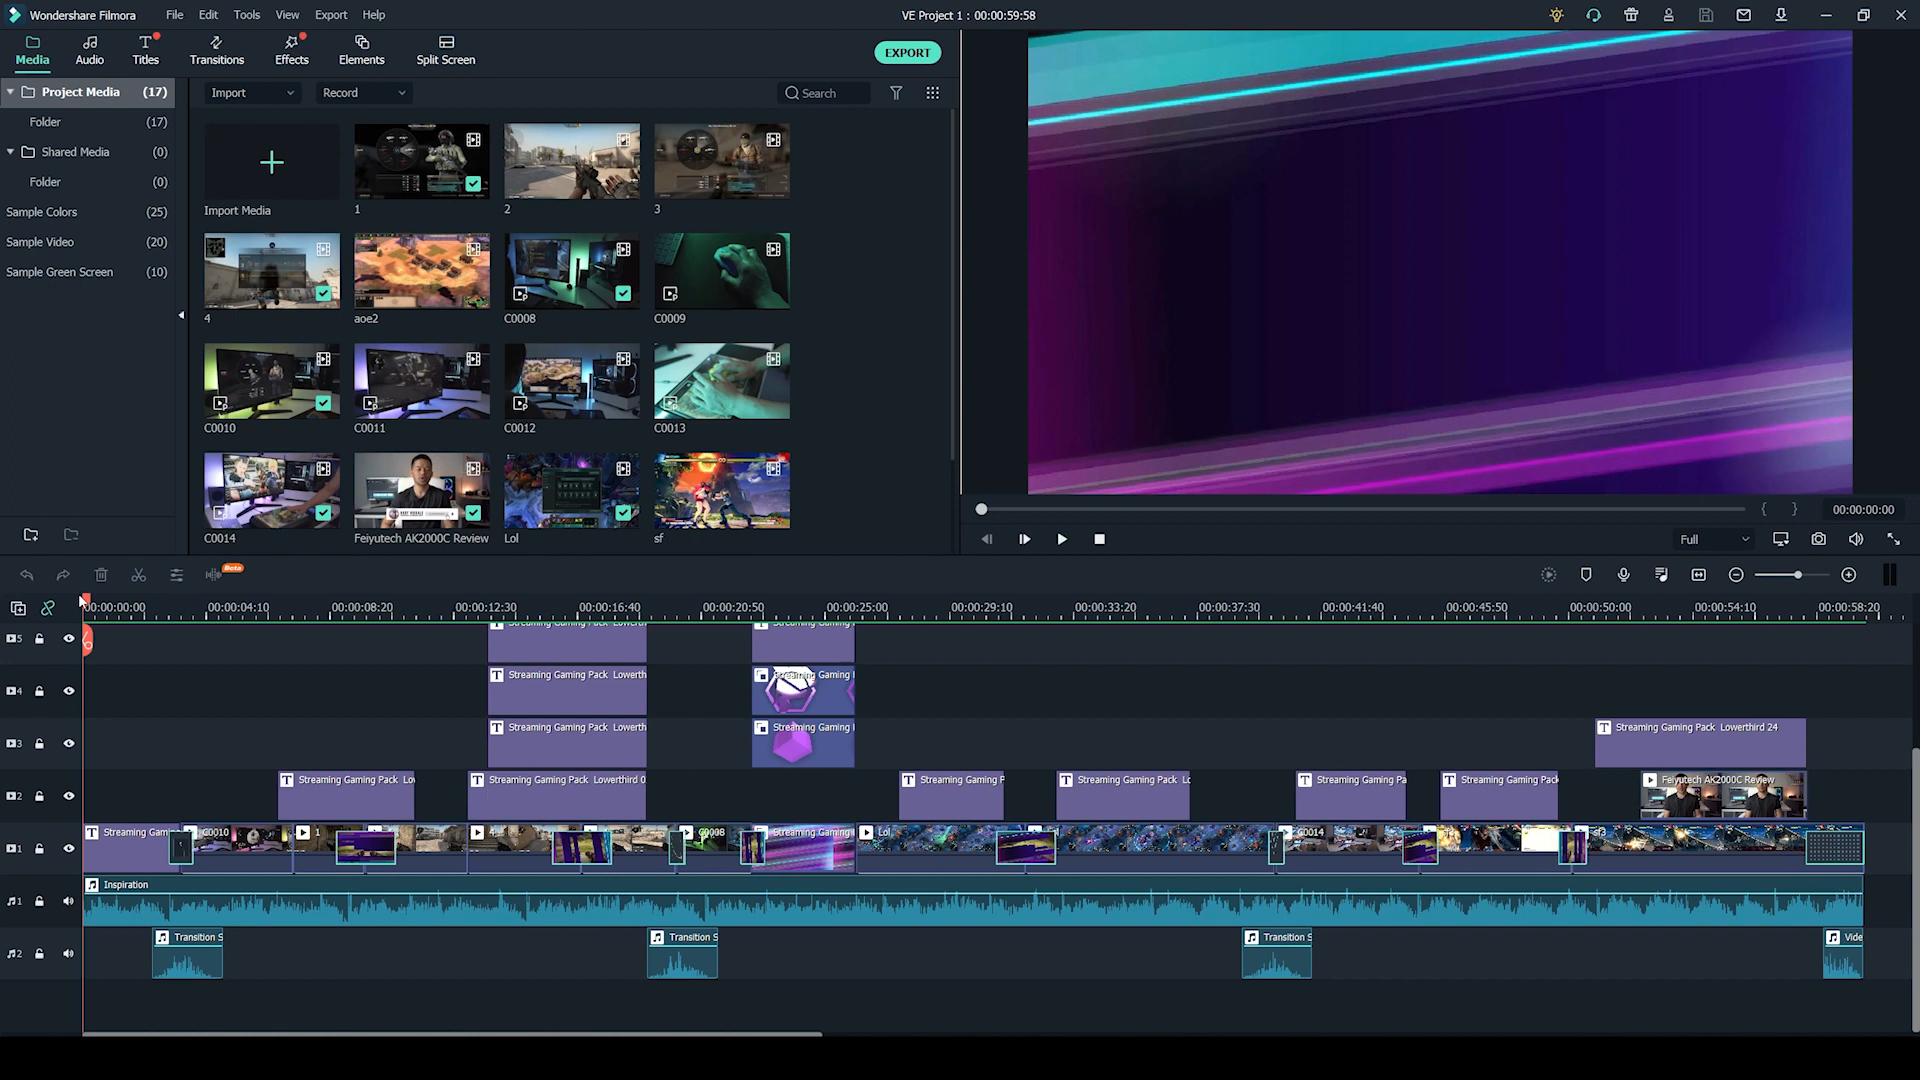 Wondershare Filmora File Edit Tools View Export Help VE Project 1 : 00:00:59:58
Media Audio Titles Transitions Effects Elements Split Screen EXPORT
Project Media (17) Import Record Search
Folder (17)
Shared Media (0)
Folder (0)
Sample Colors (25)
Sample Video (20)
Sample Green Screen (10)
Import Media 1 2 3
4 aoe2 C0008 C0009
C0010 C0011 C0012 C0013
C0014 Feiyutech AK2000C Review Lol sf
00:00:00:00
Full
Beta
00:00:00:00 00:00:04:10 00:00:08:20 00:00:12:30 00:00:16:40 00:00:20:50 00:00:25:00 00:00:29:10 00:00:33:20 00:00:37:30 00:00:41:40 00:00:45:50 00:00:50:00 00:00:54:10 00:00:58:20
5 Streaming Gaming Pack Lowerth Streaming Gaming
4 Streaming Gaming Pack Lowerth Streaming Gaming
3 Streaming Gaming Pack Lowerth Streaming Gaming Streaming Gaming Pack Lowerthird 24
2 Streaming Gaming Pack Lo Streaming Gaming Pack Lowerthird 0 Streaming Gaming P Streaming Gaming Pack Lo Streaming Gaming Pa Streaming Gaming Pack Feiyutech AK2000C Review
1 Streaming Gam C0010 1 4 C0008 Streaming Gaming Lol C0014 sf3
1 Inspiration
2 Transition S Transition S Transition S Vide